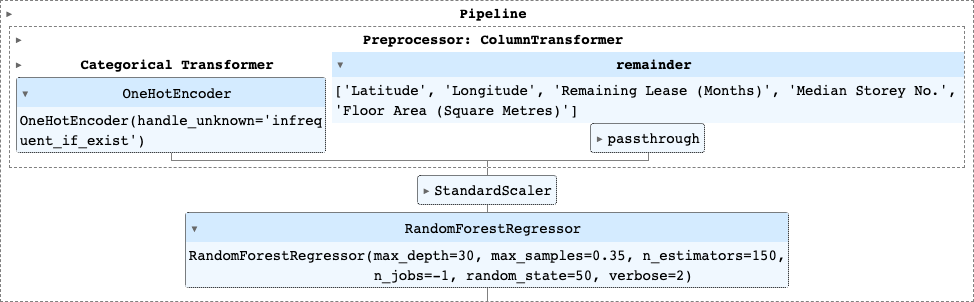 Pipeline
Preprocessor: ColumnTransformer
Categorical Transformer
remainder
OneHotEncoder
['Latitude', 'Longitude', 'Remaining Lease (Months)', 'Median Storey No.',
'Floor Area (Square Metres)']
OneHotEncoder(handle_unknown='infreq
uent_if_exist')
passthrough
StandardScaler
RandomForestRegressor
RandomForestRegressor(max_depth=30, max_samples=0.35, n_estimators=150,
n_jobs=-1, random_state=50, verbose=2)